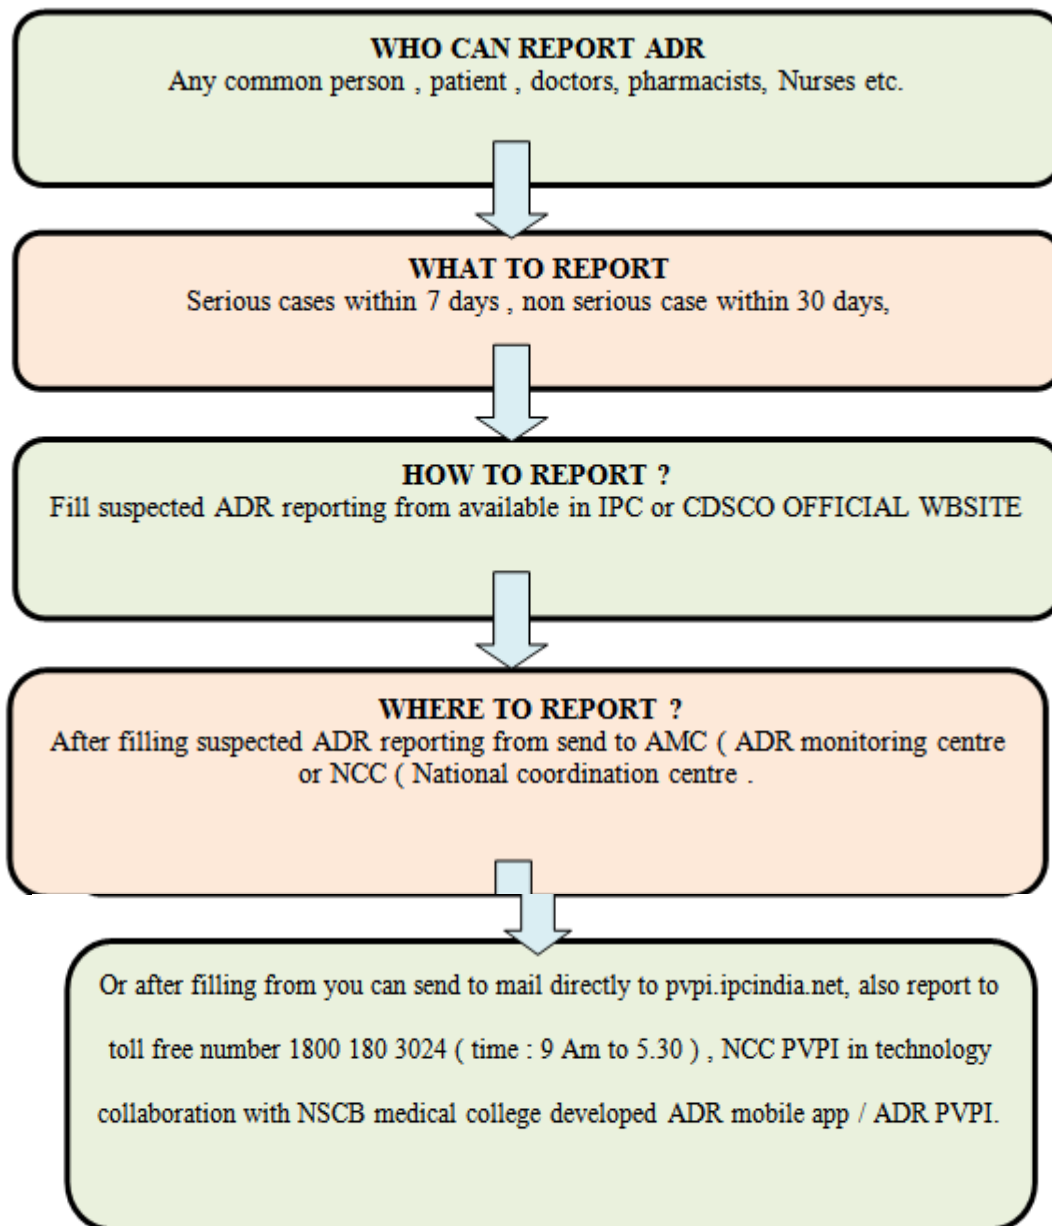 WHO CAN REPORT ADR
Any common person , patient , doctors, pharmacists, Nurses etc.
WHAT TO REPORT
Serious cases within 7 days , non serious case within 30 days,
HOW TO REPORT ?
Fill suspected ADR reporting from available in IPC or CDSCO OFFICIAL WBSITE
WHERE TO REPORT ?
After filling suspected ADR reporting from send to AMC ( ADR monitoring centre
or NCC ( National coordination centre .
Or after filling from you can send to mail directly to pvpi.ipcindia.net, also report to
toll free number 1800 180 3024 ( time : 9 Am to 5.30 ) , NCC PVPI in technology
collaboration with NSCB medical college developed ADR mobile app / ADR PVPI.